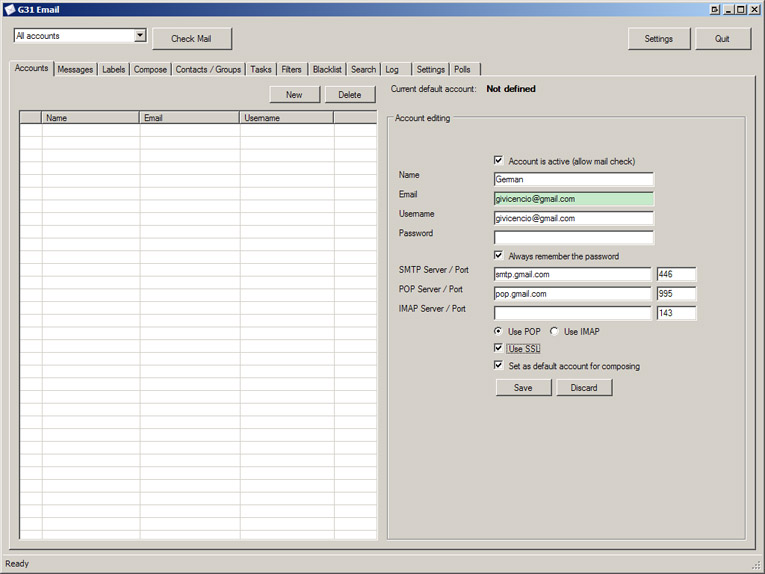 G31 Email
All accounts
Check Mail
Settings
Quit
Accounts Messages Labels Compose Contacts / Groups Tasks Filters Blacklist Search Log Settings Polls
New Delete
Current default account: Not defined
Name Email Username
Account editing
Account is active (allow mail check)
Name German
Email givicencio@gmail.com
Username givicencio@gmail.com
Password
Always remember the password
SMTP Server / Port smtp.gmail.com 446
POP Server / Port pop.gmail.com 995
IMAP Server / Port 143
Use POP Use IMAP
Use SSL
Set as default account for composing
Save Discard
Ready